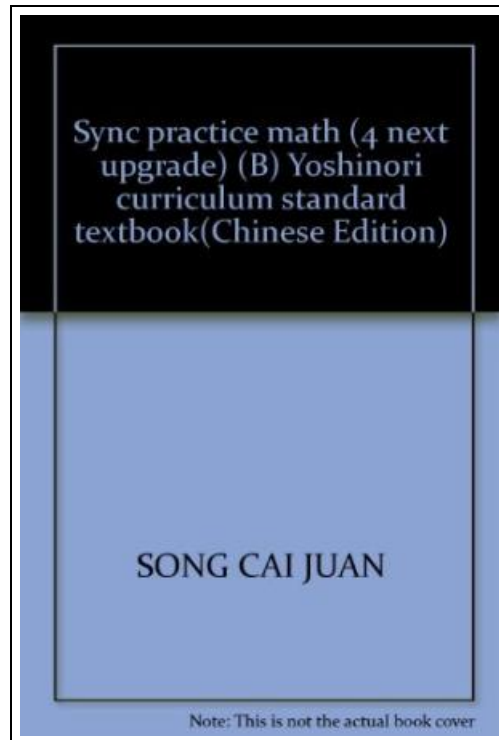 Sync practice math (4 next
upgrade) (B) Yoshinori
curriculum standard
textbook(Chinese Edition)
SONG CAI JUAN
Note: This is not the actual book cover